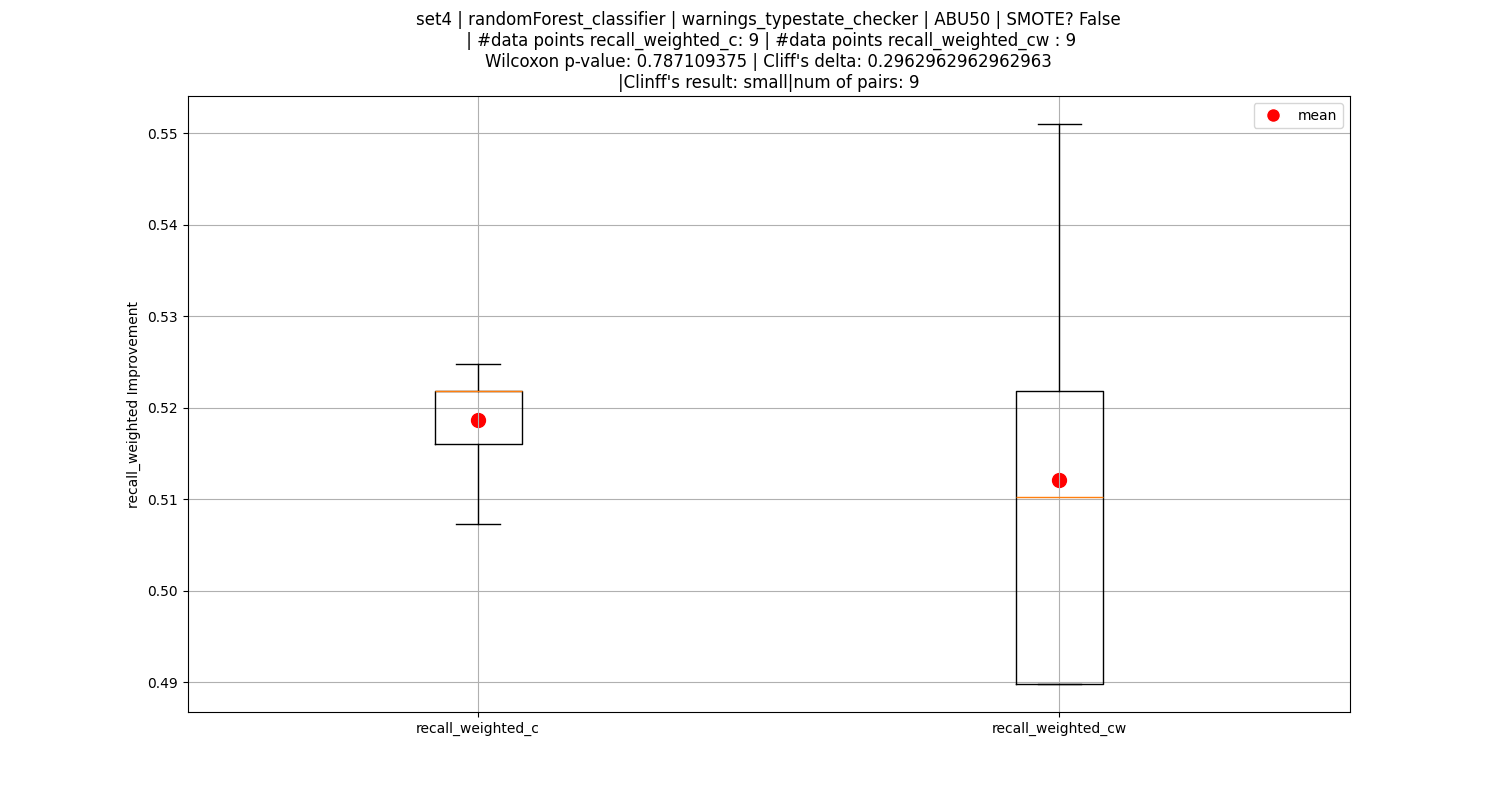 set4 | randomForest_classifier | warnings_typestate_checker | ABU50 | SMOTE? False
| #data points recall_weighted_c: 9 | #data points recall_weighted_cw : 9
Wilcoxon p-value: 0.787109375 | Cliff's delta: 0.2962962962962963
|Clinff's result: small|num of pairs: 9
mean
recall_weighted Improvement
0.55
0.54
0.53
0.52
0.51
0.50
0.49
recall_weighted_c
recall_weighted_cw